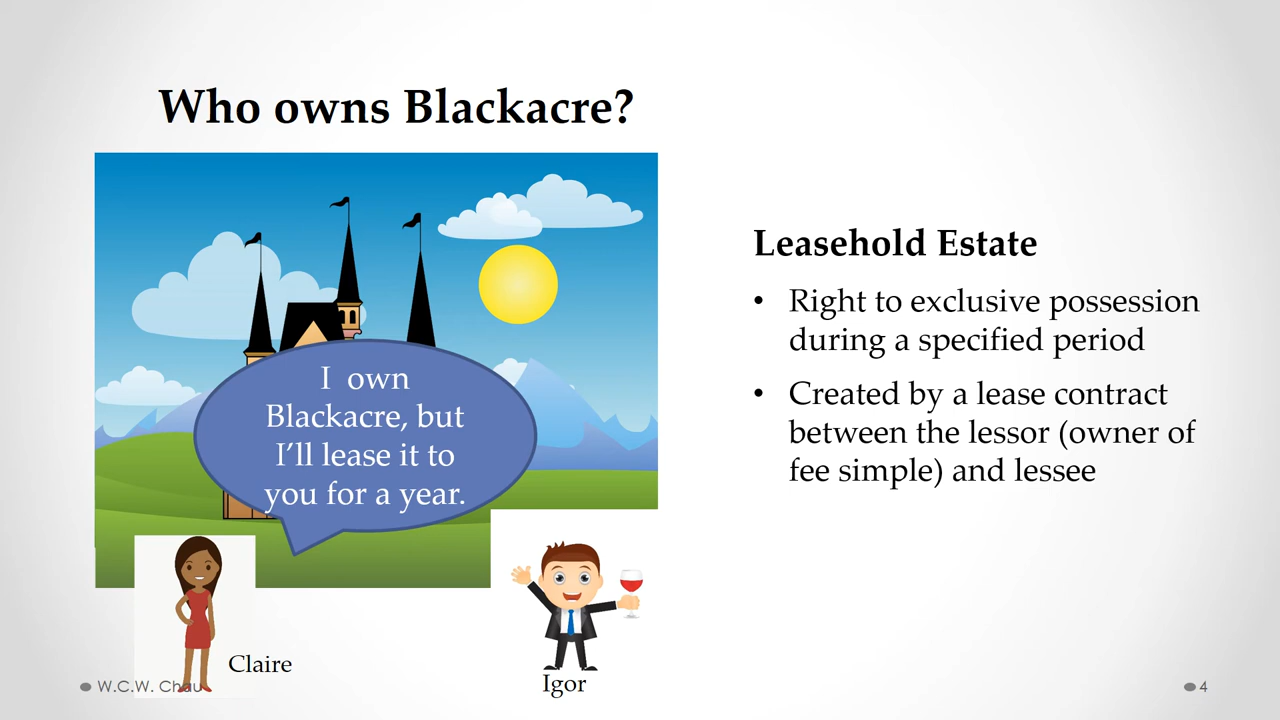 Who owns Blackacre?
I own
Blackacre, but
I'll lease it to
you for a year.
Claire
Igor
Leasehold Estate
• Right to exclusive possession
during a specified period
• Created by a lease contract
between the lessor (owner of
fee simple) and lessee
W.C.W. Chau
4